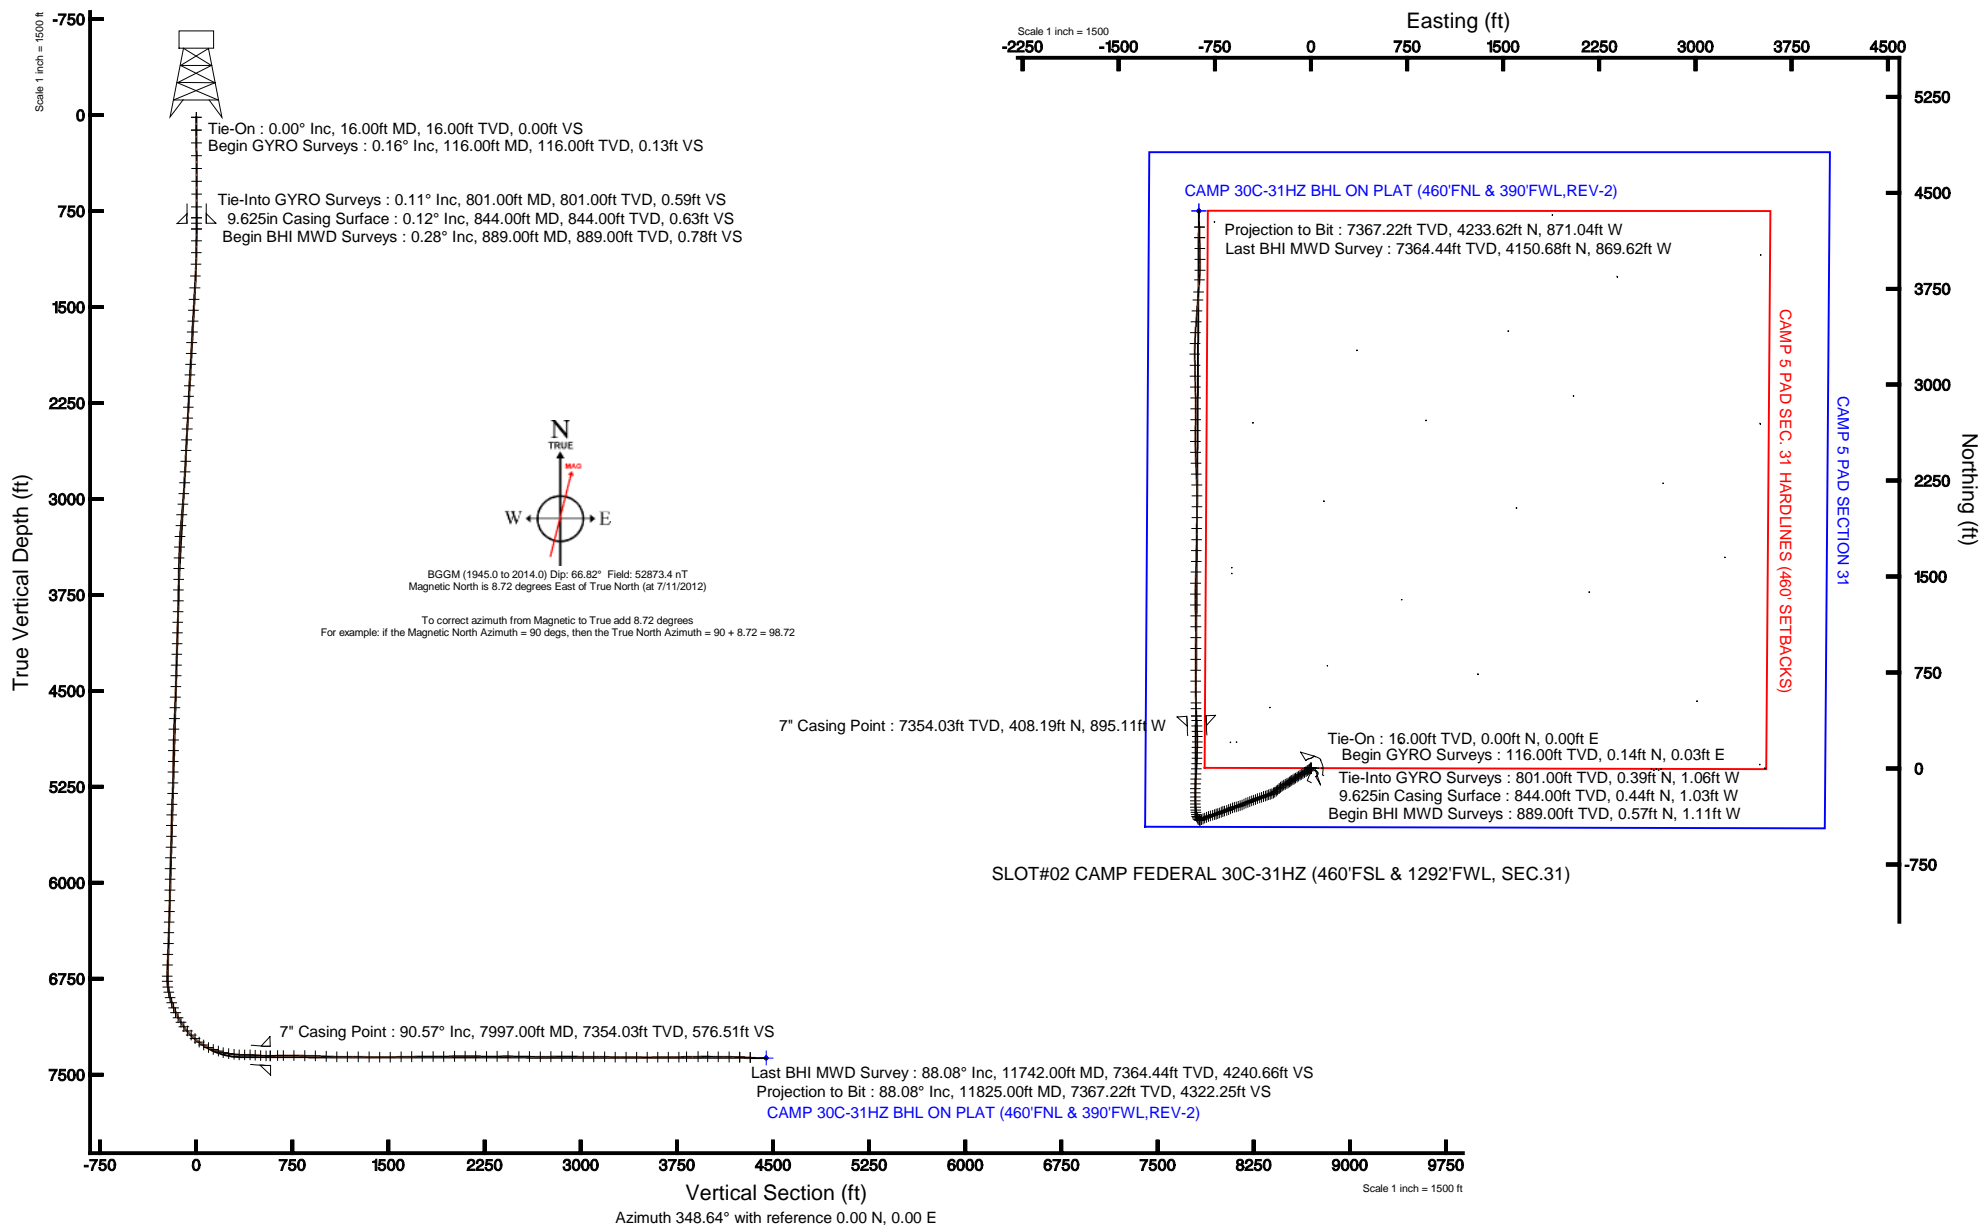 Scale 1 inch = 1500 ft
-750
0
750
1500
2250
3000
3750
4500
5250
6000
6750
7500
True Vertical Depth (ft)
Tie-On : 0.00° Inc, 16.00ft MD, 16.00ft TVD, 0.00ft VS
Begin GYRO Surveys : 0.16° Inc, 116.00ft MD, 116.00ft TVD, 0.13ft VS
Tie-Into GYRO Surveys : 0.11° Inc, 801.00ft MD, 801.00ft TVD, 0.59ft VS
9.625in Casing Surface : 0.12° Inc, 844.00ft MD, 844.00ft TVD, 0.63ft VS
Begin BHI MWD Surveys : 0.28° Inc, 889.00ft MD, 889.00ft TVD, 0.78ft VS
N
TRUE
MAG
W
E
BGGM (1945.0 to 2014.0) Dip: 66.82° Field: 52873.4 nT
Magnetic North is 8.72 degrees East of True North (at 7/11/2012)
To correct azimuth from Magnetic to True add 8.72 degrees
For example: if the Magnetic North Azimuth = 90 degs, then the True North Azimuth = 90 + 8.72 = 98.72
7" Casing Point : 90.57° Inc, 7997.00ft MD, 7354.03ft TVD, 576.51ft VS
Last BHI MWD Survey : 88.08° Inc, 11742.00ft MD, 7364.44ft TVD, 4240.66ft VS
Projection to Bit : 88.08° Inc, 11825.00ft MD, 7367.22ft TVD, 4322.25ft VS
CAMP 30C-31HZ BHL ON PLAT (460'FNL & 390'FWL,REV-2)
-750 0 750 1500 2250 3000 3750 4500 5250 6000 6750 7500 8250 9000 9750
Vertical Section (ft)
Scale 1 inch = 1500 ft
Azimuth 348.64° with reference 0.00 N, 0.00 E
Easting (ft)
Scale 1 inch = 1500
-2250 -1500 -750 0 750 1500 2250 3000 3750 4500
5250
4500
3750
3000
2250
1500
750
0
-750
Northing (ft)
CAMP 30C-31HZ BHL ON PLAT (460'FNL & 390'FWL,REV-2)
Projection to Bit : 7367.22ft TVD, 4233.62ft N, 871.04ft W
Last BHI MWD Survey : 7364.44ft TVD, 4150.68ft N, 869.62ft W
CAMP 5 PAD SEC. 31 HARDLINES (460' SETBACKS)
CAMP 5 PAD SECTION 31
7" Casing Point : 7354.03ft TVD, 408.19ft N, 895.11ft W
Tie-On : 16.00ft TVD, 0.00ft N, 0.00ft E
Begin GYRO Surveys : 116.00ft TVD, 0.14ft N, 0.03ft E
Tie-Into GYRO Surveys : 801.00ft TVD, 0.39ft N, 1.06ft W
9.625in Casing Surface : 844.00ft TVD, 0.44ft N, 1.03ft W
Begin BHI MWD Surveys : 889.00ft TVD, 0.57ft N, 1.11ft W
SLOT#02 CAMP FEDERAL 30C-31HZ (460'FSL & 1292'FWL, SEC.31)